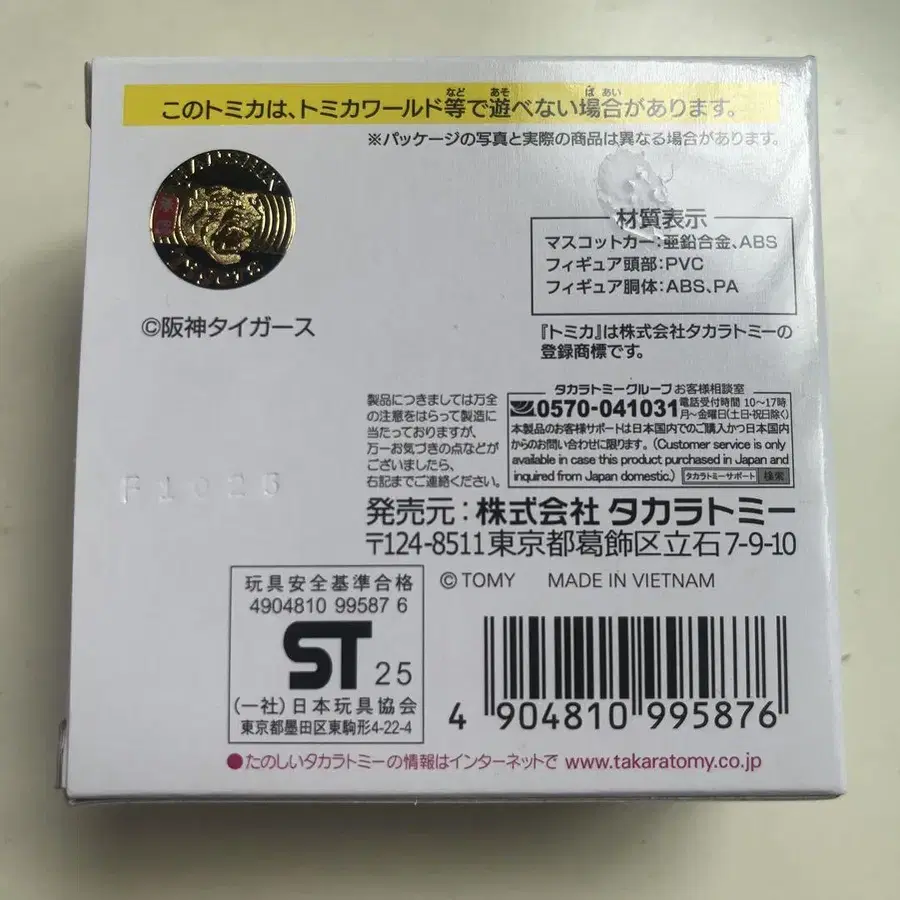 このトミカは、トミカワールド等で遊べない場合があります。
など あそ ば あい
※パッケージの写真と実際の商品は異なる場合があります。
HANSHIN
TIGERS
©阪神タイガース
材質表示
マスコットカー:亜鉛合金、ABS
フィギュア頭部:PVC
フィギュア胴体:ABS、PA
『トミカ』は株式会社タカラトミーの
登録商標です。
製品につきましては万全
の注意をはらって製造に
当たっておりますが、
万一お気づきの点などが
ございましたら、
右記までご連絡ください。
タカラトミーグループ お客様相談室
0570-041031 電話受付時間 10〜17時
月〜金曜日(土日・祝日除く)
本製品のお客様サポートは日本国内でのご購入かつ日本国内
からのお問い合わせに限ります。(Customer service is only
available in case this product purchased in Japan and
inquired from Japan domestic.) タカラトミーサポート 検索
F1025
発売元:株式会社 タカラトミー
〒124-8511東京都葛飾区立石7-9-10
©TOMY MADE IN VIETNAM
玩具安全基準合格
4904810 99587 6
ST 25
(一社)日本玩具協会
東京都墨田区東駒形4-22-4
4 904810 995876
●たのしいタカラトミーの情報はインターネットで www.takaratomy.co.jp